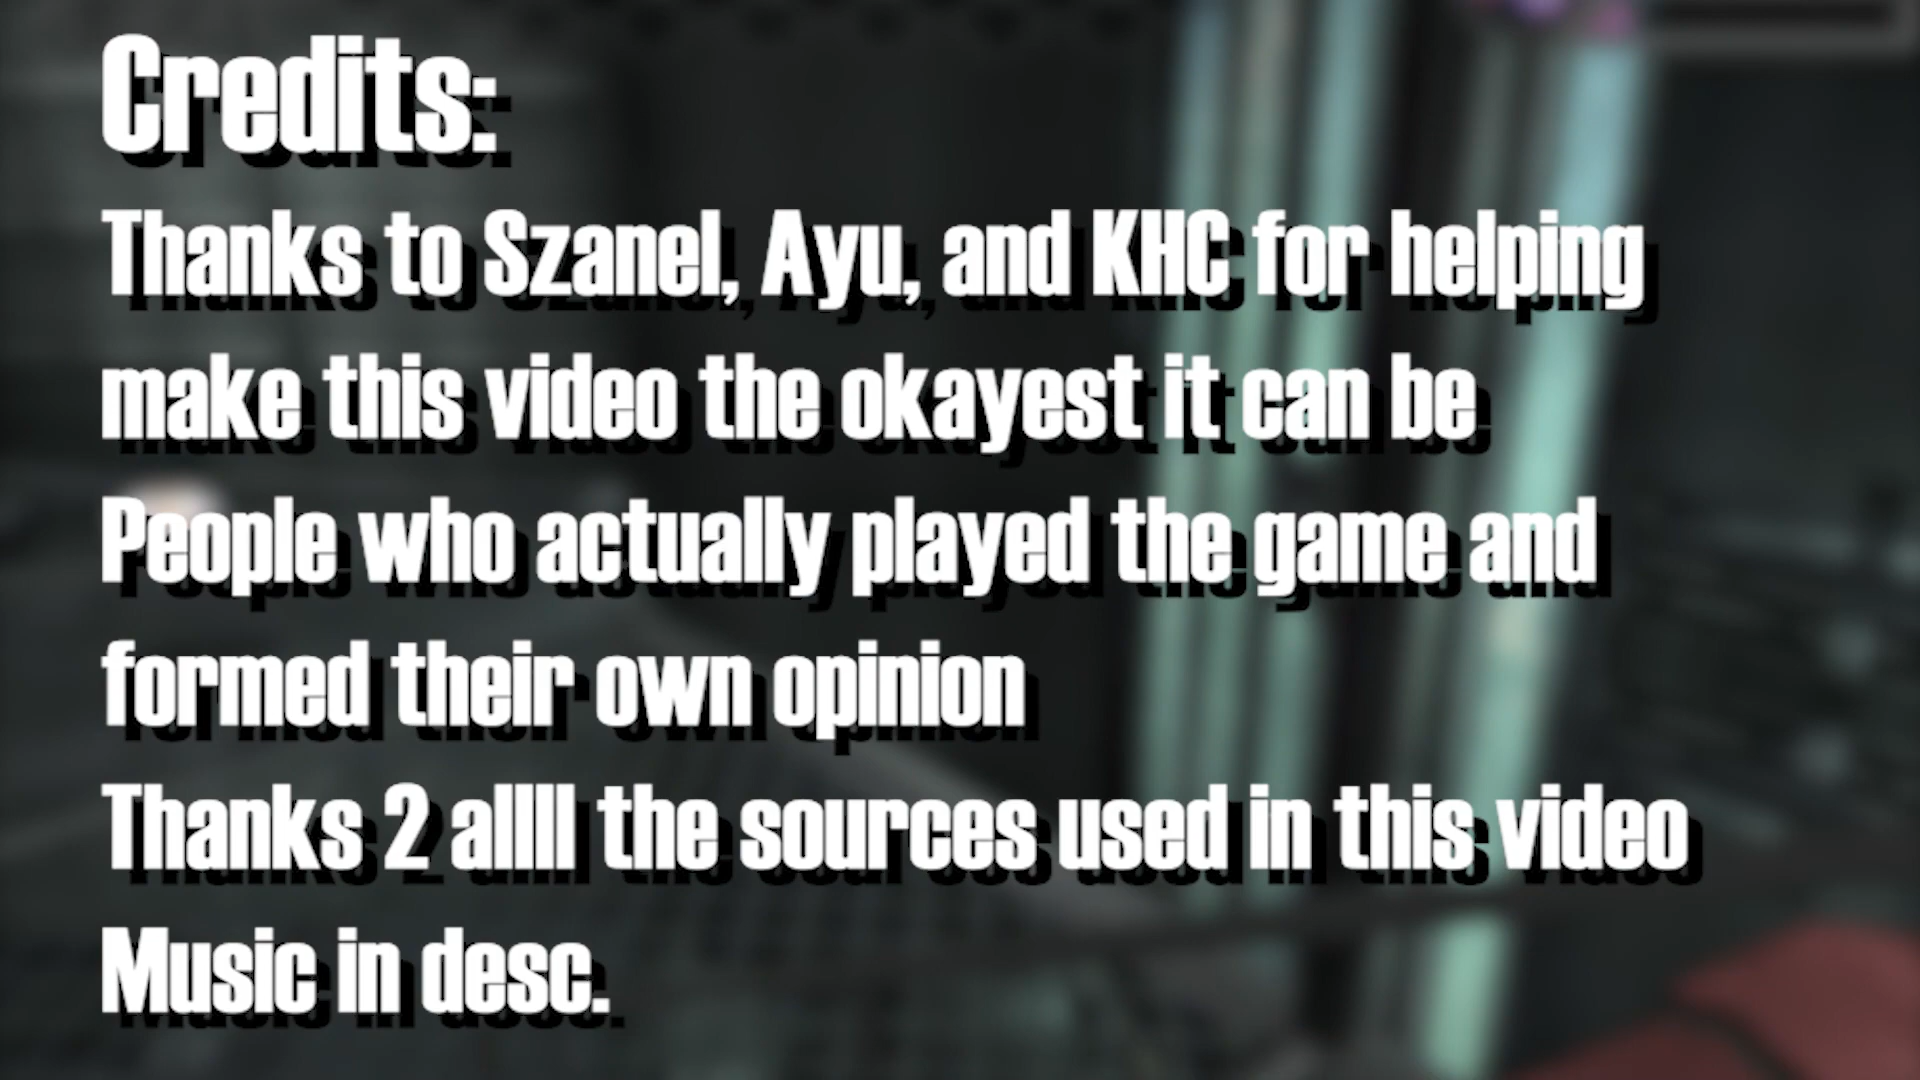 Credits:
Thanks to Szanel, Ayu, and KHC for helping
make this video the okayest it can be
People who actually played the game and
formed their own opinion
Thanks 2 allll the sources used in this video
Music in desc.